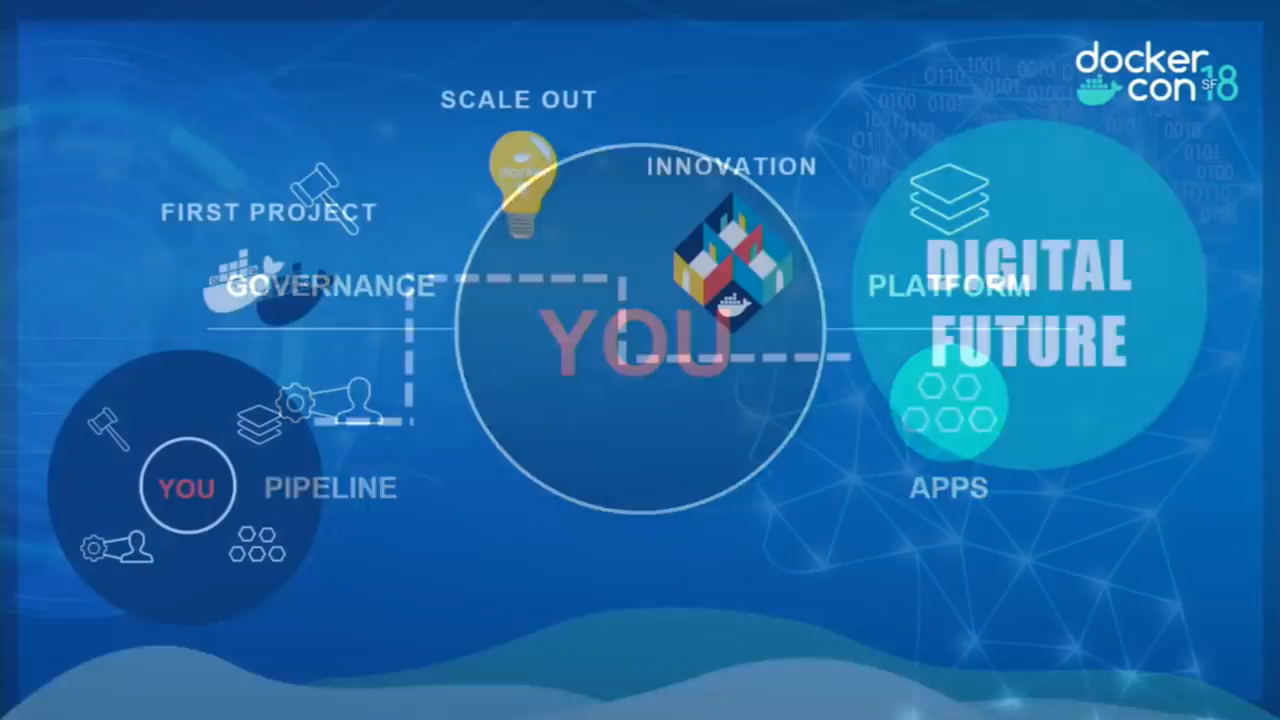 docker
con SF 18
SCALE OUT
INNOVATION
FIRST PROJECT
GOVERNANCE
PLATFORM
DIGITAL
FUTURE
YOU
YOU
PIPELINE
APPS